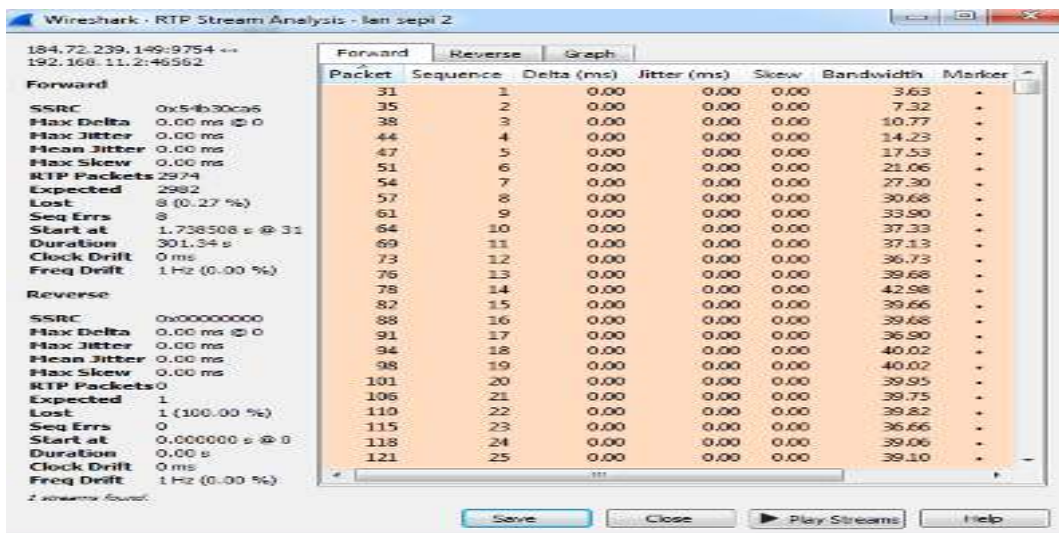 Wireshark · RTP Stream Analysis · lan sepi 2
184.72.239.149:9754 ↔
192.168.11.2:46562
Forward
SSRC 0x54b30ca6
Max Delta 0.00 ms @ 0
Max Jitter 0.00 ms
Mean Jitter 0.00 ms
Max Skew 0.00 ms
RTP Packets 2974
Expected 2982
Lost 8 (0.27 %)
Seq Errs 8
Start at 1.738508 s @ 31
Duration 301.34 s
Clock Drift 0 ms
Freq Drift 1 Hz (0.00 %)
Reverse
SSRC 0x00000000
Max Delta 0.00 ms @ 0
Max Jitter 0.00 ms
Mean Jitter 0.00 ms
Max Skew 0.00 ms
RTP Packets 0
Expected 1
Lost 1 (100.00 %)
Seq Errs 0
Start at 0.000000 s @ 0
Duration 0.00 s
Clock Drift 0 ms
Freq Drift 1 Hz (0.00 %)
streams found.
Forward Reverse Graph
Packet Sequence Delta (ms) Jitter (ms) Skew Bandwidth Marker
31 1 0.00 0.00 0.00 3.63 •
35 2 0.00 0.00 0.00 7.32 •
38 3 0.00 0.00 0.00 10.77 •
44 4 0.00 0.00 0.00 14.23 •
47 5 0.00 0.00 0.00 17.53 •
51 6 0.00 0.00 0.00 21.06 •
54 7 0.00 0.00 0.00 27.30 •
57 8 0.00 0.00 0.00 30.68 •
61 9 0.00 0.00 0.00 33.90 •
64 10 0.00 0.00 0.00 37.33 •
69 11 0.00 0.00 0.00 37.13 •
73 12 0.00 0.00 0.00 36.73 •
76 13 0.00 0.00 0.00 39.68 •
78 14 0.00 0.00 0.00 42.98 •
82 15 0.00 0.00 0.00 39.66 •
88 16 0.00 0.00 0.00 39.68 •
91 17 0.00 0.00 0.00 36.90 •
94 18 0.00 0.00 0.00 40.02 •
98 19 0.00 0.00 0.00 40.02 •
101 20 0.00 0.00 0.00 39.95 •
106 21 0.00 0.00 0.00 39.75 •
110 22 0.00 0.00 0.00 39.82 •
115 23 0.00 0.00 0.00 36.66 •
118 24 0.00 0.00 0.00 39.06 •
121 25 0.00 0.00 0.00 39.10 •
Save Close Play Streams Help